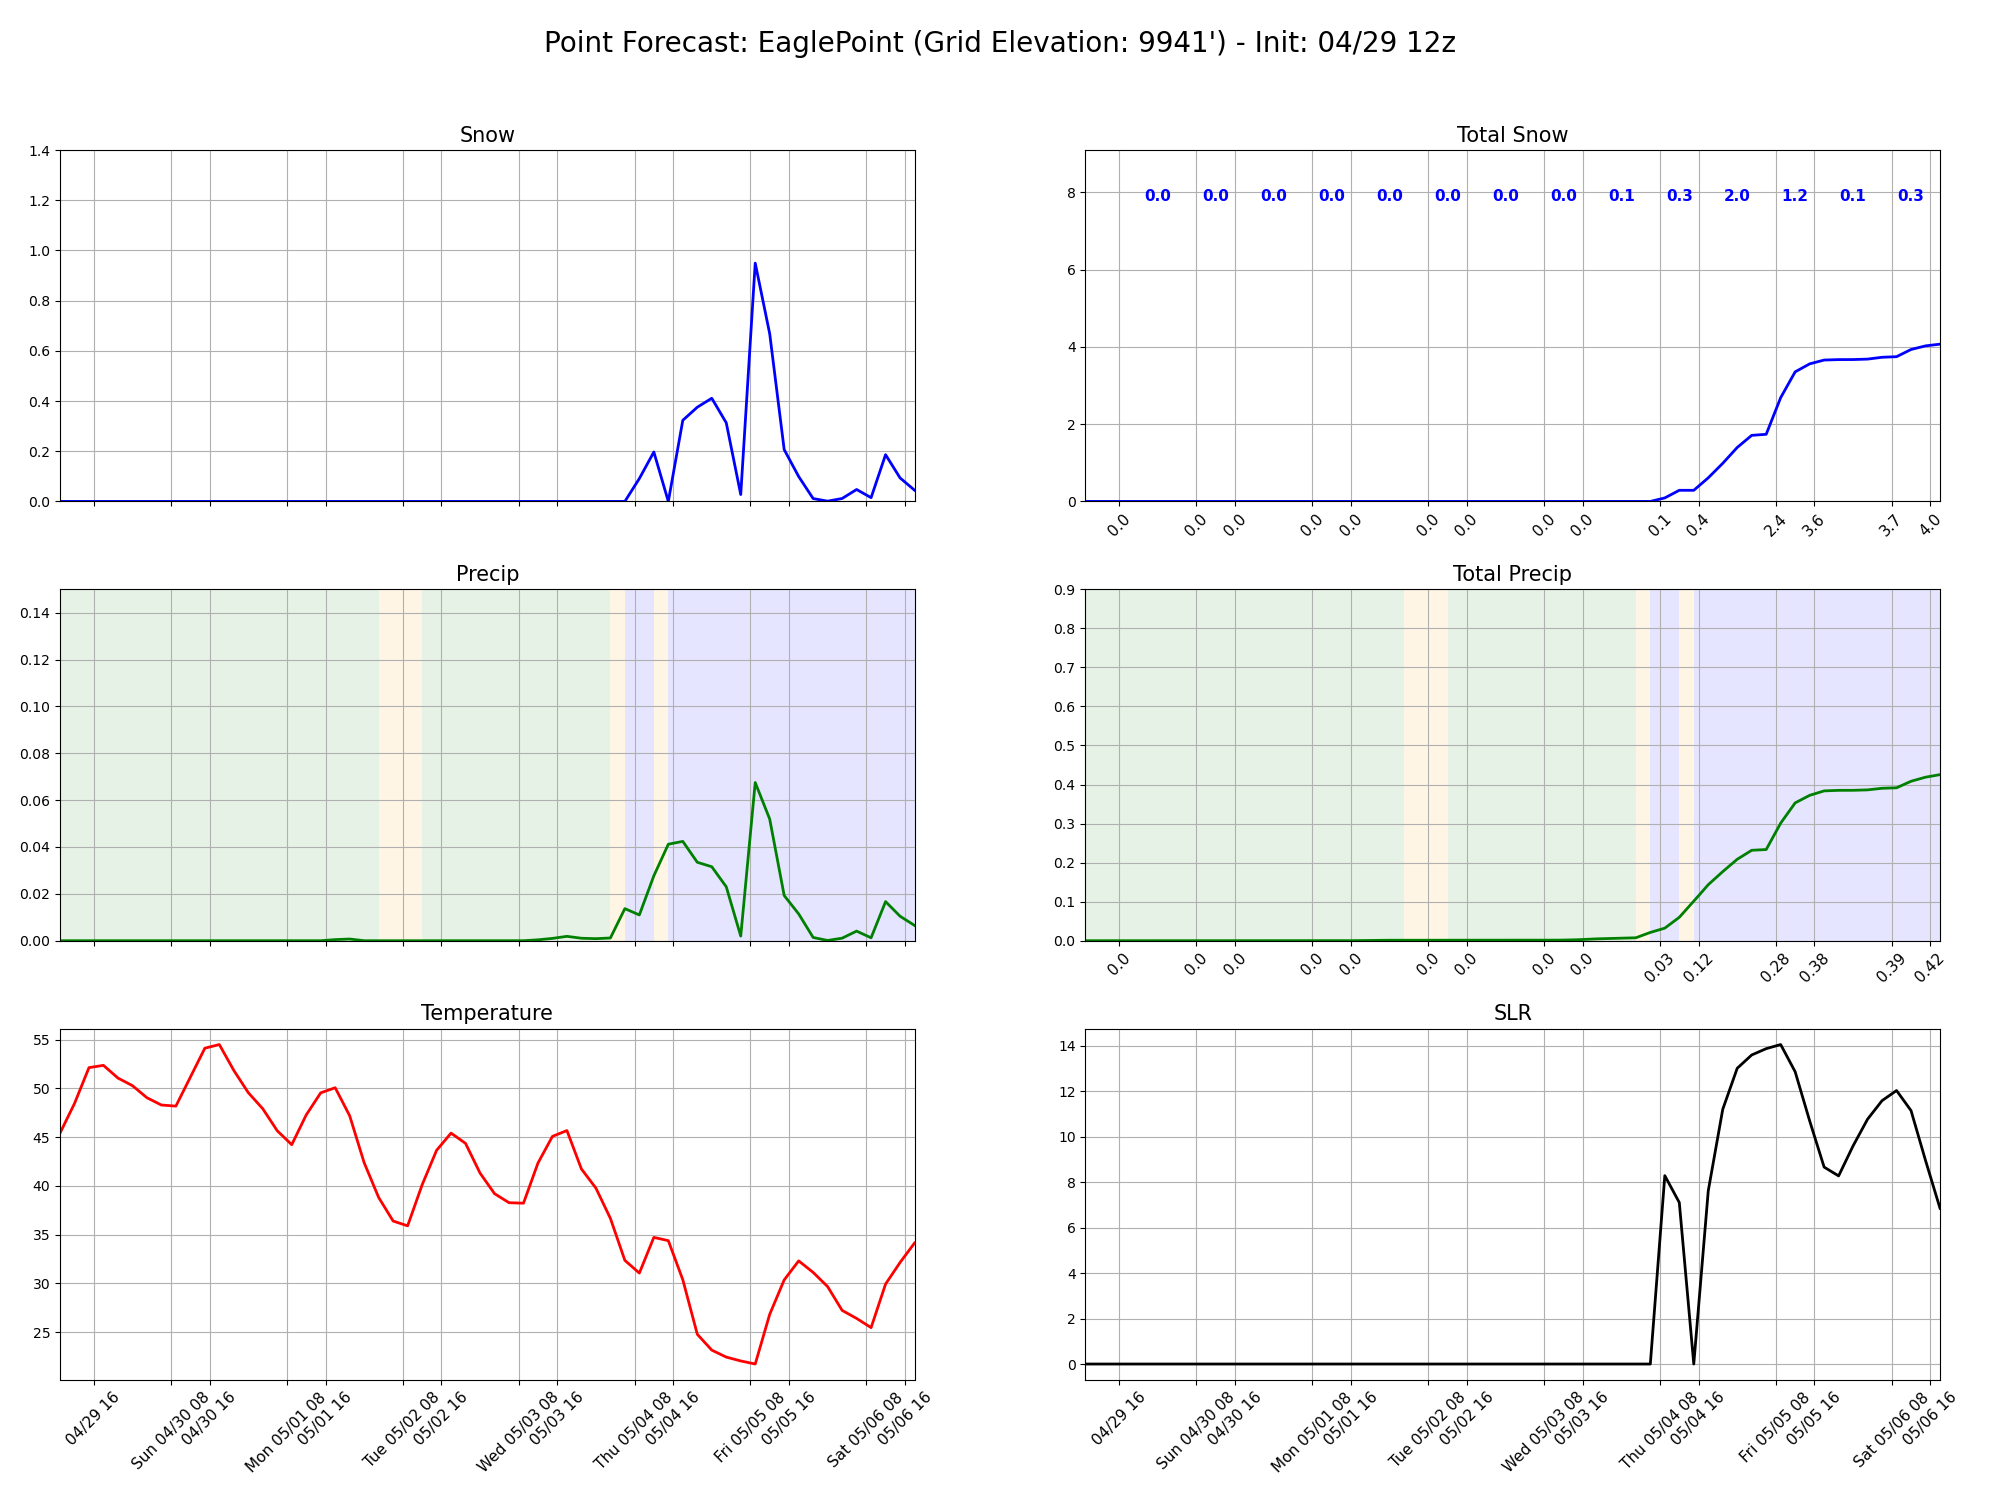 Point Forecast: EaglePoint (Grid Elevation: 9941') - Init: 04/29 12z
Snow
1.4
1.2
1.0
0.8
0.6
0.4
0.2
0.0
Total Snow
8
6
4
2
0
0.0 0.0 0.0 0.0 0.0 0.0 0.0 0.0 0.1 0.3 2.0 1.2 0.1 0.3
0.0 0.0 0.0 0.0 0.0 0.0 0.0 0.0 0.0 0.1 0.4 2.4 3.6 3.7 4.0
Precip
0.14
0.12
0.10
0.08
0.06
0.04
0.02
0.00
Total Precip
0.9
0.8
0.7
0.6
0.5
0.4
0.3
0.2
0.1
0.0
0.0 0.0 0.0 0.0 0.0 0.0 0.0 0.0 0.0 0.03 0.12 0.28 0.38 0.39 0.42
Temperature
55
50
45
40
35
30
25
04/29 16
Sun 04/30 08
04/30 16
Mon 05/01 08
05/01 16
Tue 05/02 08
05/02 16
Wed 05/03 08
05/03 16
Thu 05/04 08
05/04 16
Fri 05/05 08
05/05 16
Sat 05/06 08
05/06 16
SLR
14
12
10
8
6
4
2
0
04/29 16
Sun 04/30 08
04/30 16
Mon 05/01 08
05/01 16
Tue 05/02 08
05/02 16
Wed 05/03 08
05/03 16
Thu 05/04 08
05/04 16
Fri 05/05 08
05/05 16
Sat 05/06 08
05/06 16